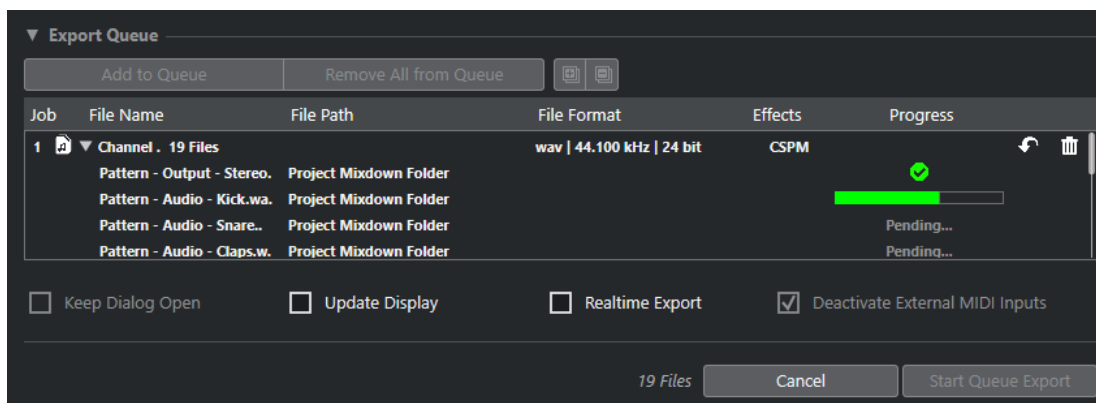 Export Queue
Add to Queue Remove All from Queue
Job File Name File Path File Format Effects Progress
1 Channel . 19 Files wav | 44.100 kHz | 24 bit CSPM
Pattern - Output - Stereo. Project Mixdown Folder
Pattern - Audio - Kick.wa. Project Mixdown Folder
Pattern - Audio - Snare.. Project Mixdown Folder Pending...
Pattern - Audio - Claps.w. Project Mixdown Folder Pending...
Keep Dialog Open Update Display Realtime Export Deactivate External MIDI Inputs
19 Files Cancel Start Queue Export